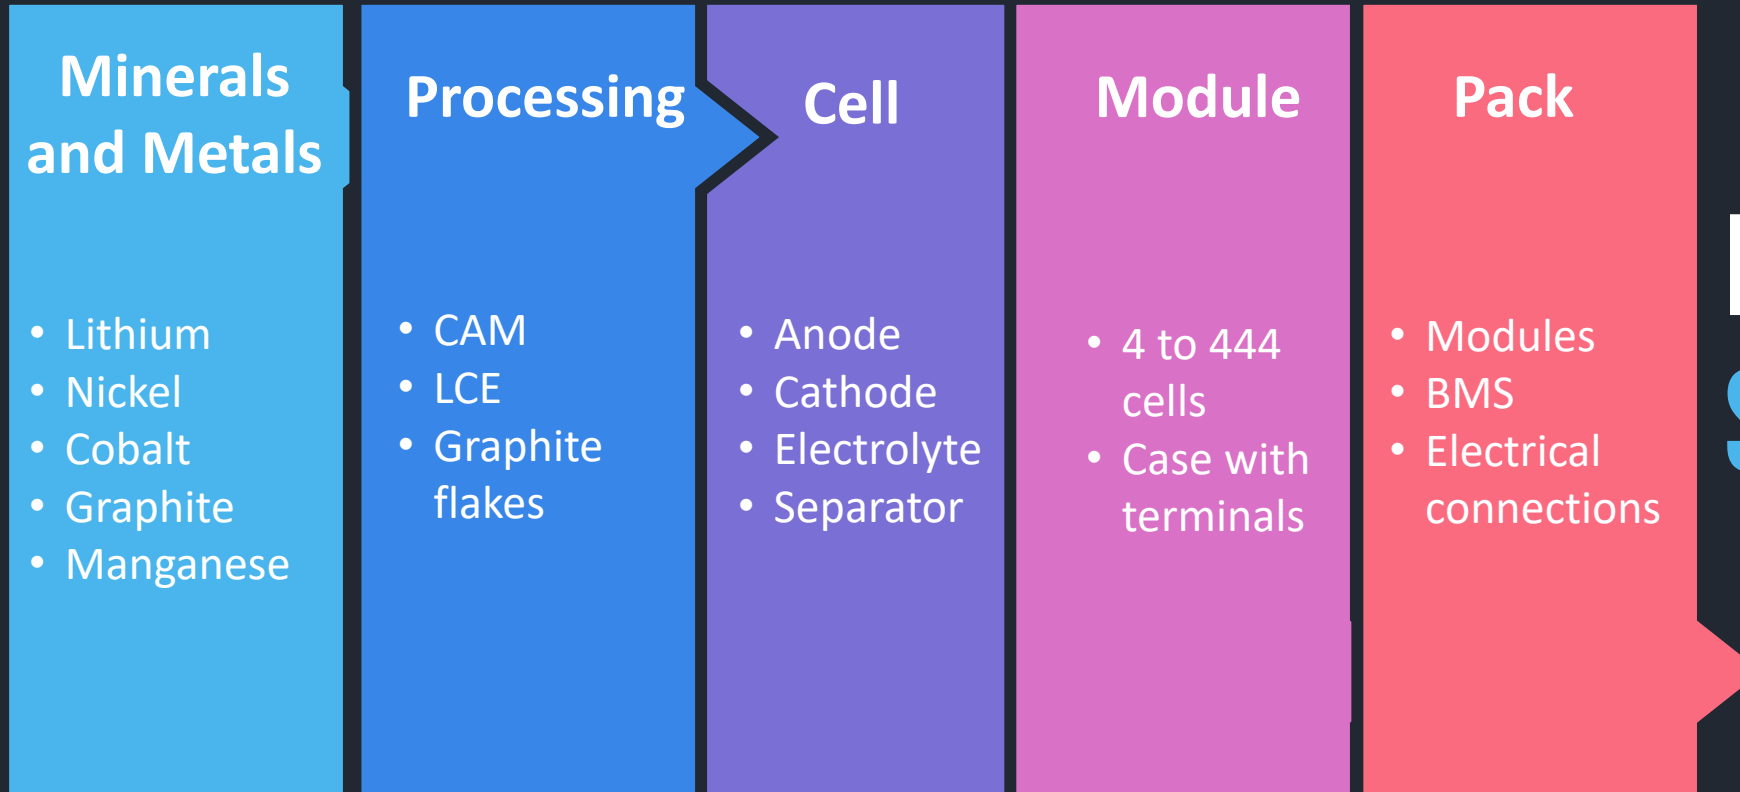 Minerals
and Metals
• Lithium
• Nickel
• Cobalt
• Graphite
• Manganese
Processing
• CAM
• LCE
• Graphite
flakes
Cell
• Anode
• Cathode
• Electrolyte
• Separator
Module
• 4 to 444
cells
• Case with
terminals
Pack
• Modules
• BMS
• Electrical
connections